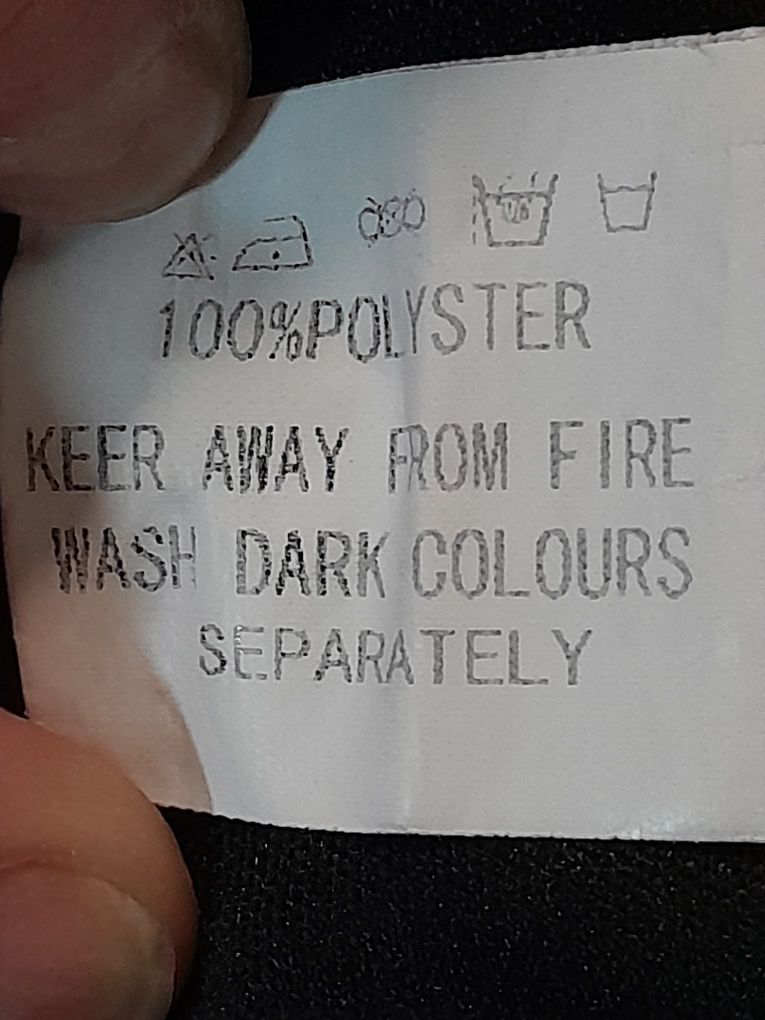 100%POLYSTER
KEER AWAY FROM FIRE
WASH DARK COLOURS
SEPARATELY